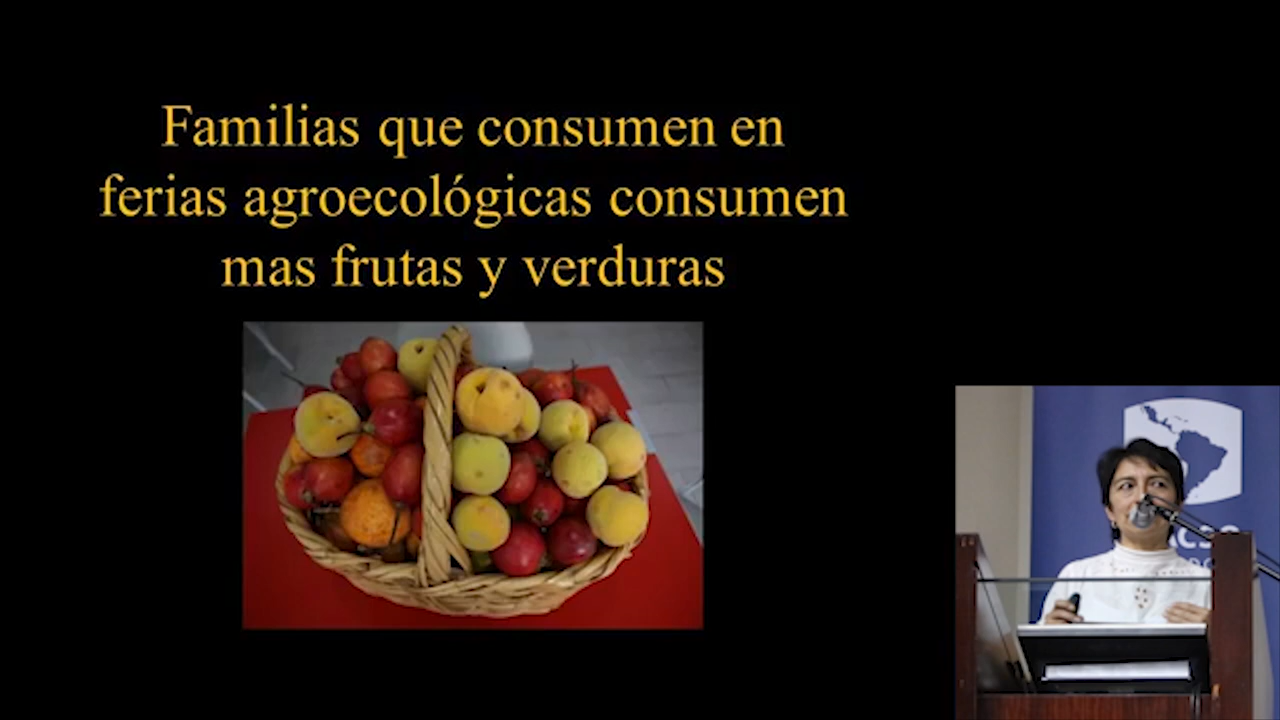 Familias que consumen en
ferias agroecológicas consumen
mas frutas y verduras